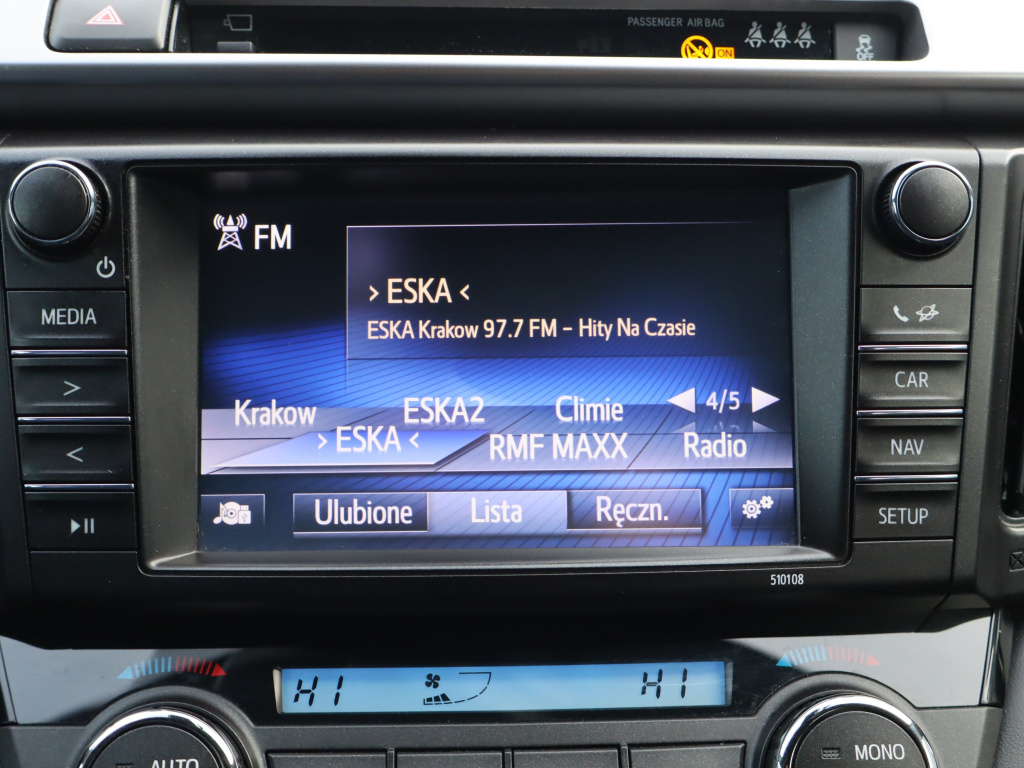 PASSENGER AIR BAG
ON
OFF
FM
› ESKA ‹
ESKA Krakow 97.7 FM – Hity Na Czasie
MEDIA
CAR
NAV
SETUP
4/5
Krakow ESKA2 Climie
› ESKA ‹ RMF MAXX Radio
Ulubione Lista Ręczn.
510108
HI HI
AUTO
MONO